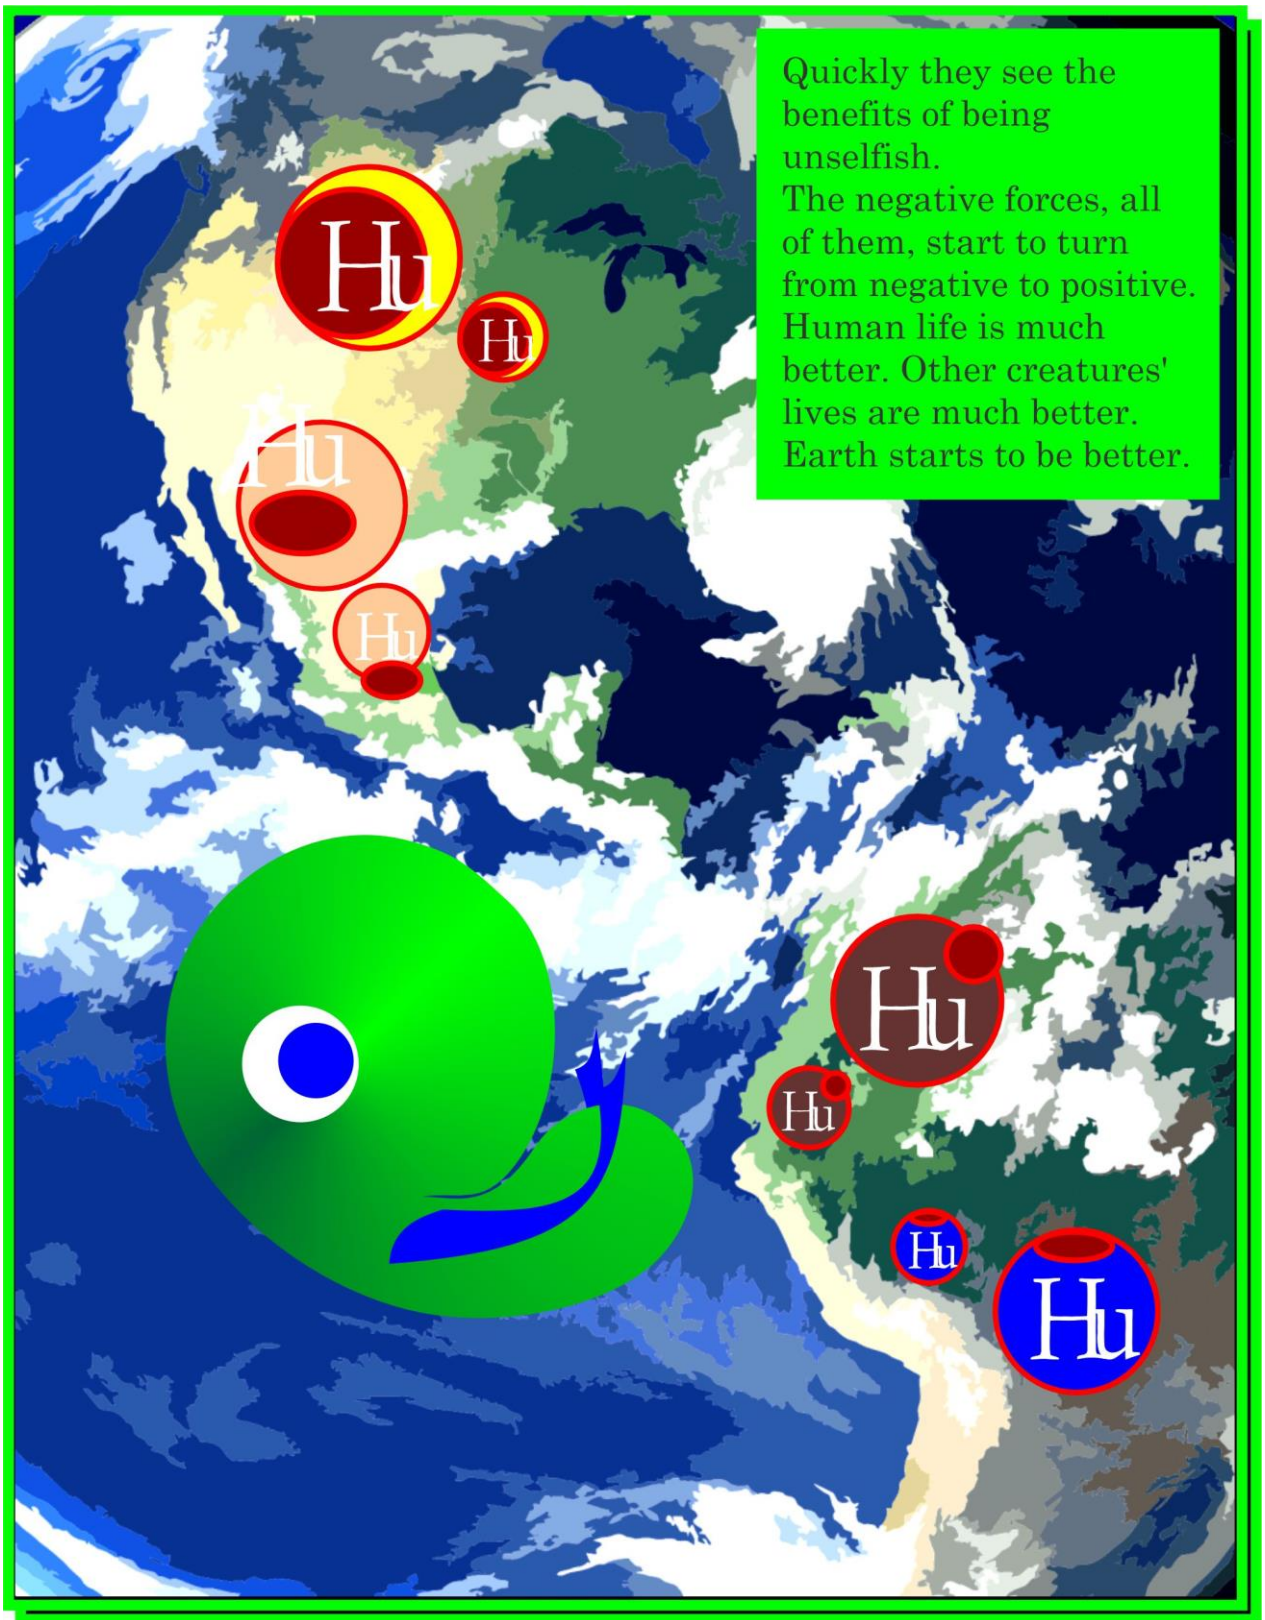 Quickly they see the
benefits of being
unselfish.
The negative forces, all
of them, start to turn
from negative to positive.
Human life is much
better. Other creatures'
lives are much better.
Earth starts to be better.
Hu
Hu
Hu
Hu
Hu
Hu
Hu
Hu